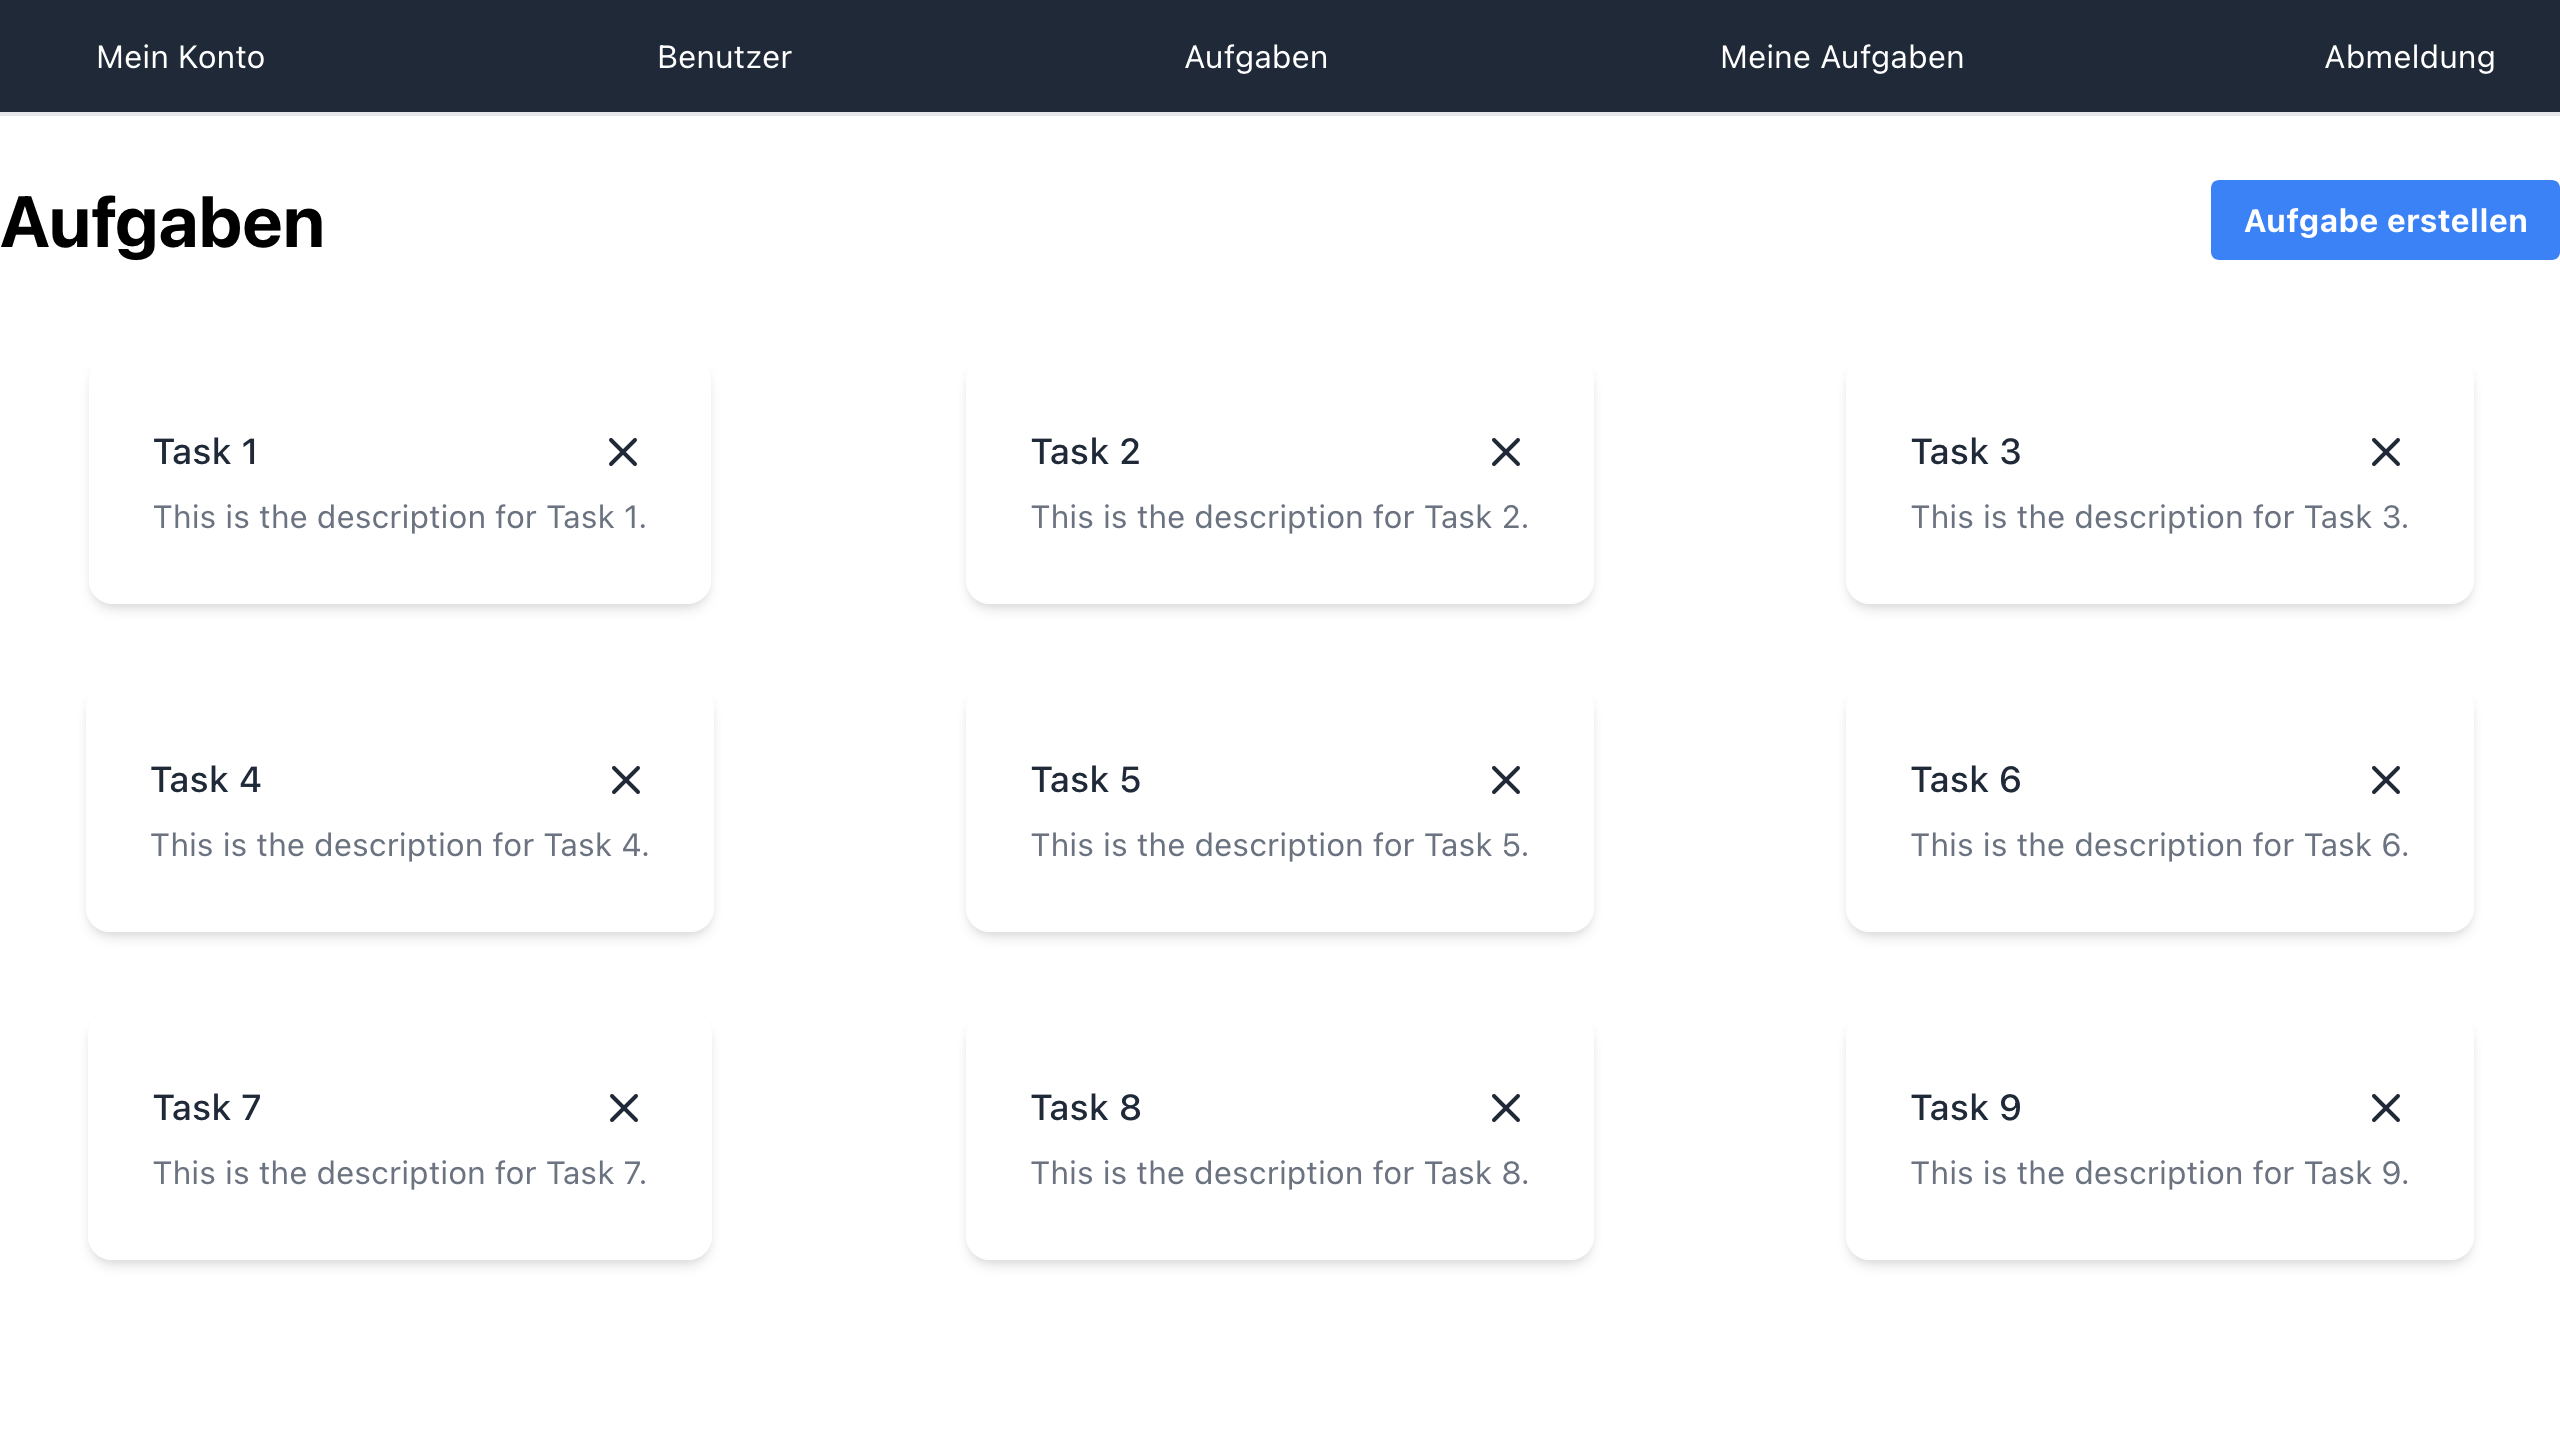 Mein Konto Benutzer Aufgaben Meine Aufgaben Abmeldung
Aufgaben Aufgabe erstellen
Task 1
This is the description for Task 1.
Task 2
This is the description for Task 2.
Task 3
This is the description for Task 3.
Task 4
This is the description for Task 4.
Task 5
This is the description for Task 5.
Task 6
This is the description for Task 6.
Task 7
This is the description for Task 7.
Task 8
This is the description for Task 8.
Task 9
This is the description for Task 9.